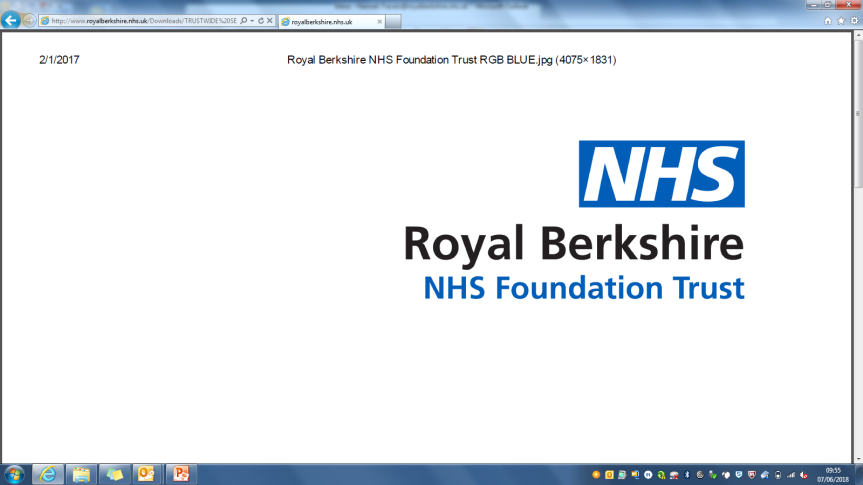 http://www.royalberkshire.nhs.uk/Downloads/TRUSTWIDE%20SE
royalberkshire.nhs.uk
2/1/2017
Royal Berkshire NHS Foundation Trust RGB BLUE.jpg (4075×1831)
NHS
Royal Berkshire
NHS Foundation Trust
09:55
07/06/2018